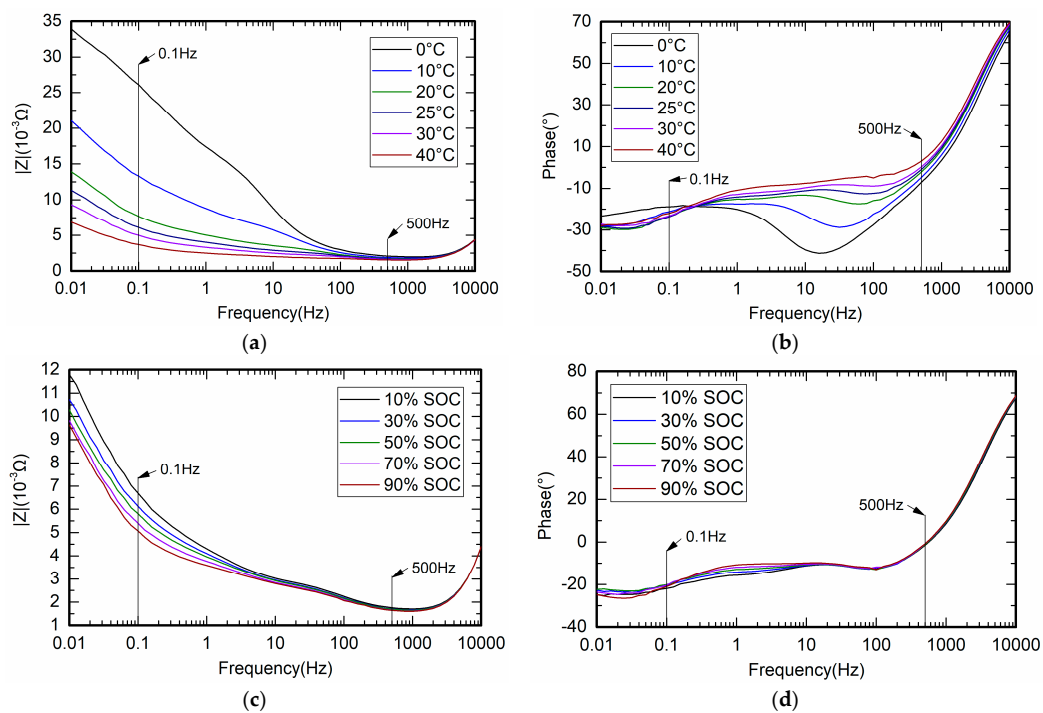 35
30
25
20
15
10
5
0
|Z|(10⁻³Ω)
0.01 0.1 1 10 100 1000 10000
Frequency(Hz)
0.1Hz
500Hz
0°C
10°C
20°C
25°C
30°C
40°C
(a)
70
50
30
10
-10
-30
-50
Phase(°)
0.01 0.1 1 10 100 1000 10000
Frequency(Hz)
0.1Hz
500Hz
0°C
10°C
20°C
25°C
30°C
40°C
(b)
12
11
10
9
8
7
6
5
4
3
2
1
|Z|(10⁻³Ω)
0.01 0.1 1 10 100 1000 10000
Frequency(Hz)
0.1Hz
500Hz
10% SOC
30% SOC
50% SOC
70% SOC
90% SOC
(c)
80
60
40
20
0
-20
-40
Phase(°)
0.01 0.1 1 10 100 1000 10000
Frequency(Hz)
0.1Hz
500Hz
10% SOC
30% SOC
50% SOC
70% SOC
90% SOC
(d)